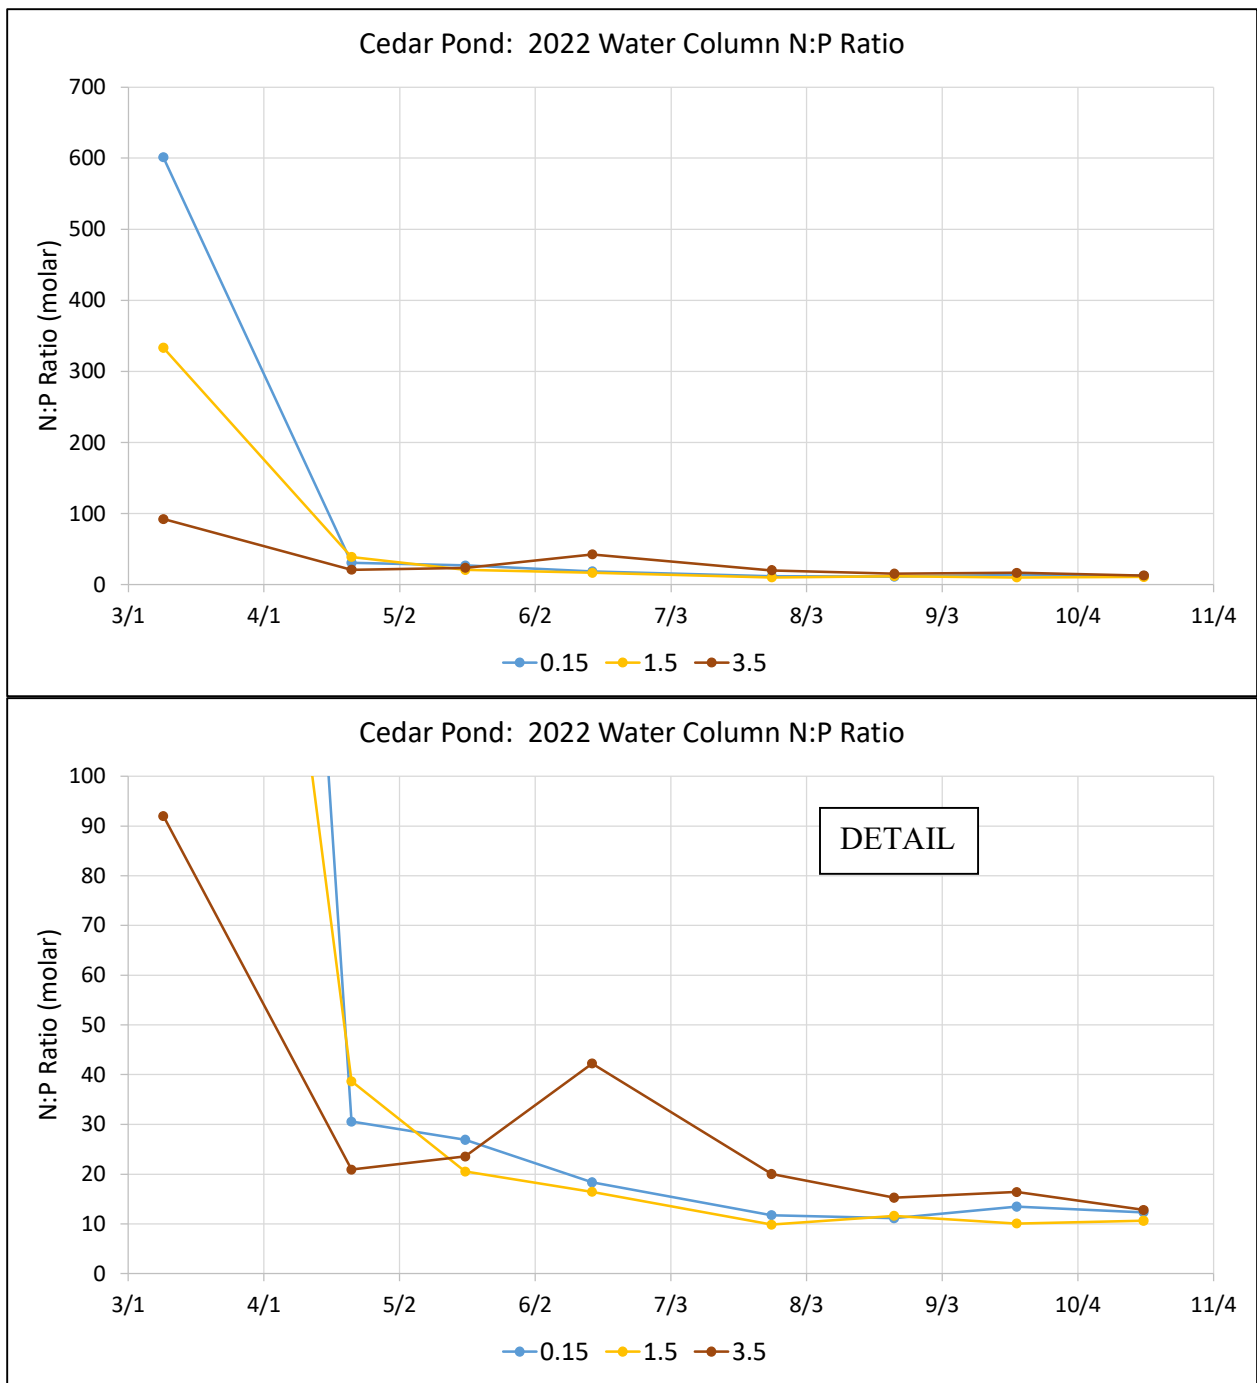 Cedar Pond:  2022 Water Column N:P Ratio
N:P Ratio (molar)
700
600
500
400
300
200
100
0
3/1 4/1 5/2 6/2 7/3 8/3 9/3 10/4 11/4
0.15 1.5 3.5
Cedar Pond:  2022 Water Column N:P Ratio
DETAIL
N:P Ratio (molar)
100
90
80
70
60
50
40
30
20
10
0
3/1 4/1 5/2 6/2 7/3 8/3 9/3 10/4 11/4
0.15 1.5 3.5